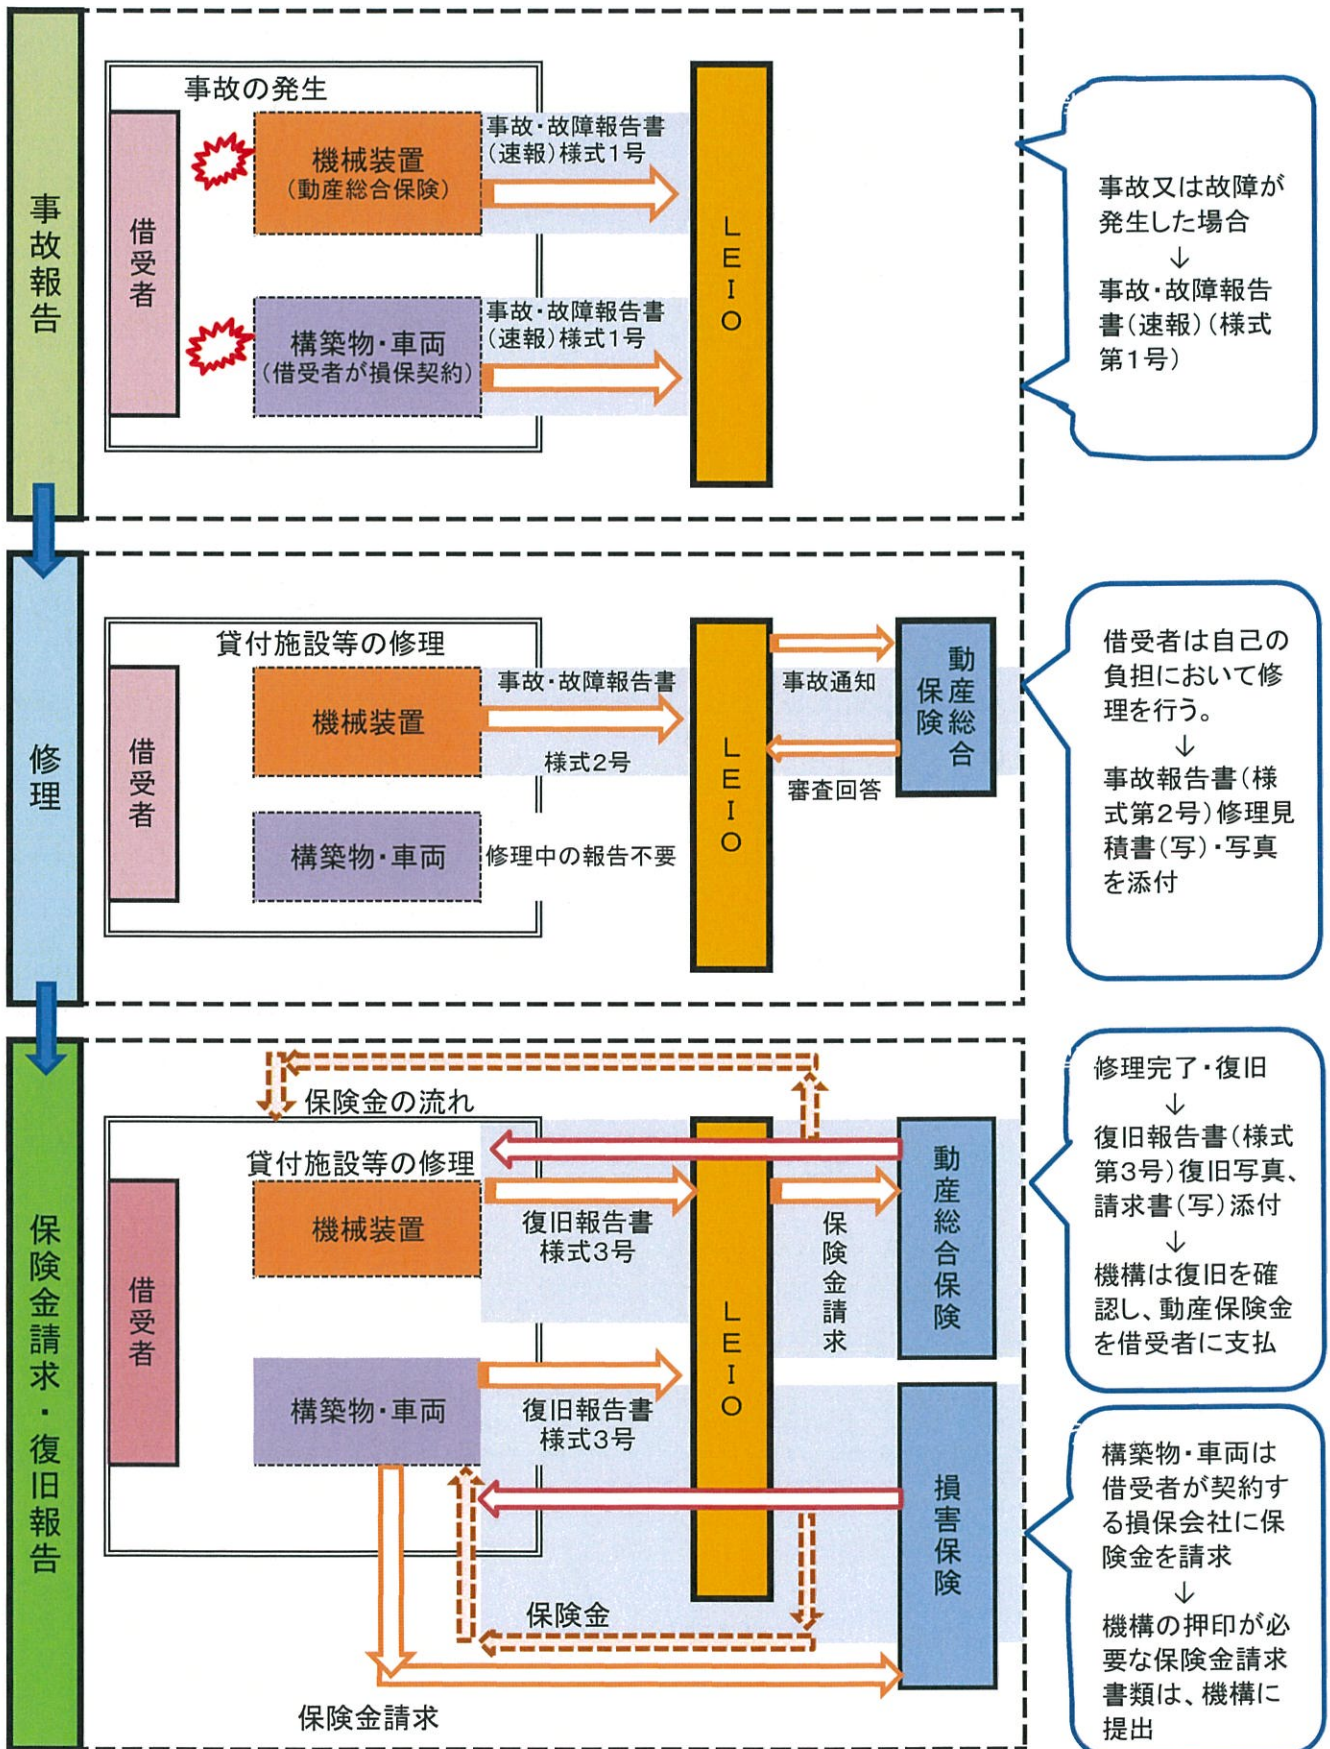 事故報告
事故の発生
借受者
機械装置
(動産総合保険)
事故・故障報告書
(速報)様式1号
構築物・車両
(借受者が損保契約)
事故・故障報告書
(速報)様式1号
LEIO
事故又は故障が
発生した場合
↓
事故・故障報告
書(速報)(様式
第1号)
修理
貸付施設等の修理
借受者
機械装置
事故・故障報告書
様式2号
構築物・車両
修理中の報告不要
LEIO
事故通知
審査回答
動産総合
保険
借受者は自己の
負担において修
理を行う。
↓
事故報告書(様
式第2号)修理見
積書(写)・写真
を添付
保険金請求・復旧報告
保険金の流れ
貸付施設等の修理
借受者
機械装置
復旧報告書
様式3号
構築物・車両
復旧報告書
様式3号
LEIO
保険金請求
動産総合保険
損害保険
保険金
保険金請求
修理完了・復旧
↓
復旧報告書(様式
第3号)復旧写真、
請求書(写)添付
↓
機構は復旧を確
認し、動産保険金
を借受者に支払
構築物・車両は
借受者が契約す
る損保会社に保
険金を請求
↓
機構の押印が必
要な保険金請求
書類は、機構に
提出